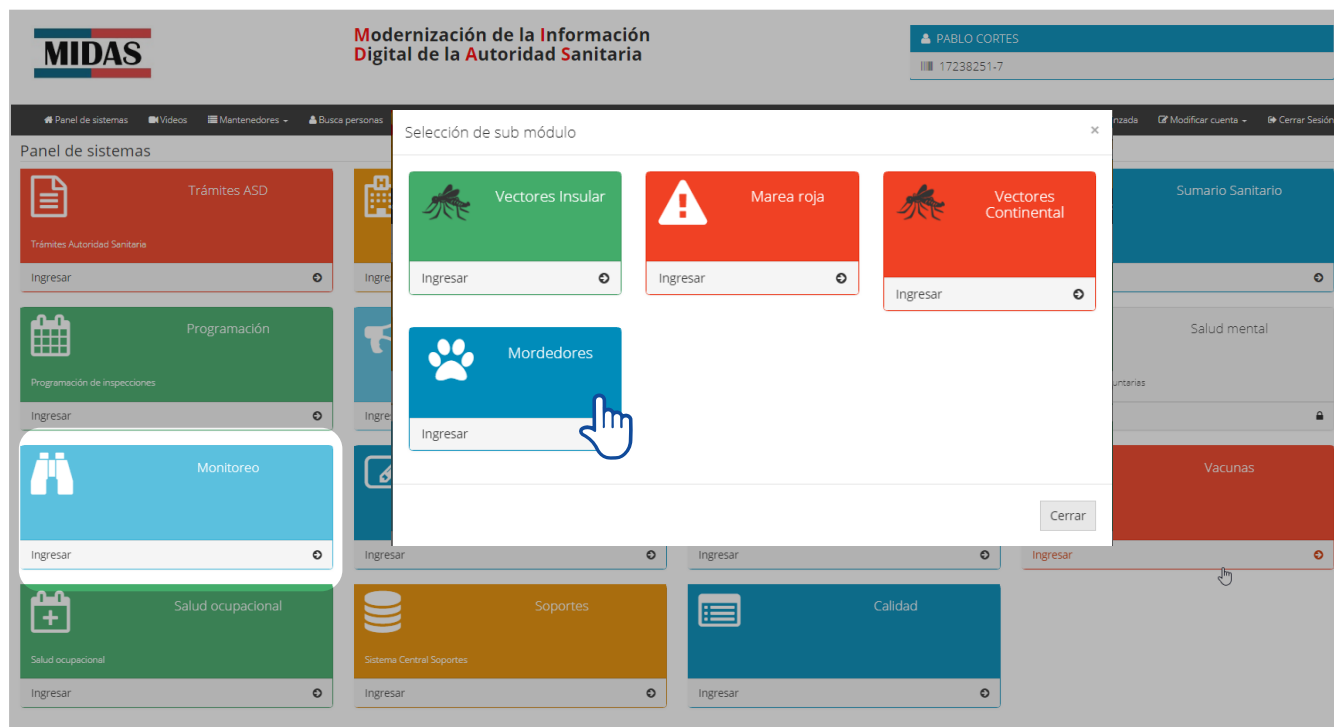 MIDAS
Modernización de la Información
Digital de la Autoridad Sanitaria
PABLO CORTES
17238251-7
Panel de sistemas Videos Mantenedores Busca personas
nzada Modificar cuenta Cerrar Sesión
Panel de sistemas
Selección de sub módulo ×
Vectores Insular
Ingresar
Marea roja
Ingresar
Vectores
Continental
Ingresar
Mordedores
Ingresar
Cerrar
Trámites ASD
Trámites Autoridad Sanitaria
Ingresar
Ingre
Sumario Sanitario
Programación
Programación de inspecciones
Ingresar
Ingre
Salud mental
untarias
Monitoreo
Ingresar
Ingresar
Ingresar
Vacunas
Ingresar
Salud ocupacional
Salud ocupacional
Ingresar
Soportes
Sistema Central Soportes
Ingresar
Calidad
Ingresar